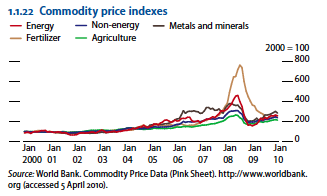 1.1.22 Commodity price indexes
Energy Non-energy Metals and minerals
Fertilizer Agriculture
2000 = 100
800
600
400
200
0
Jan Jan Jan Jan Jan Jan Jan Jan Jan Jan Jan
2000 01 02 03 04 05 06 07 08 09 10
Source: World Bank. Commodity Price Data (Pink Sheet). http://www.worldbank.
org (accessed 5 April 2010).